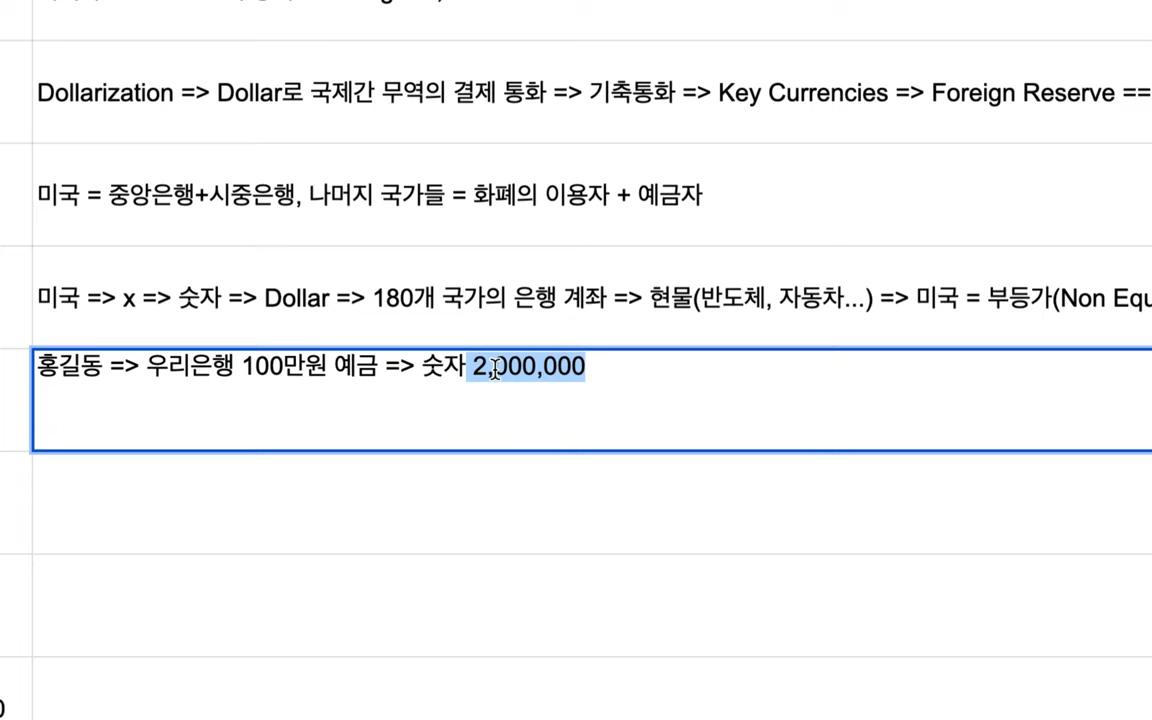 Dollarization => Dollar로 국제간 무역의 결제 통화 => 기축통화 => Key Currencies => Foreign Reserve ==
미국 = 중앙은행+시중은행, 나머지 국가들 = 화폐의 이용자 + 예금자
미국 => x => 숫자 => Dollar => 180개 국가의 은행 계좌 => 현물(반도체, 자동차...) => 미국 = 부등가(Non Equ
홍길동 => 우리은행 100만원 예금 => 숫자 2,000,000